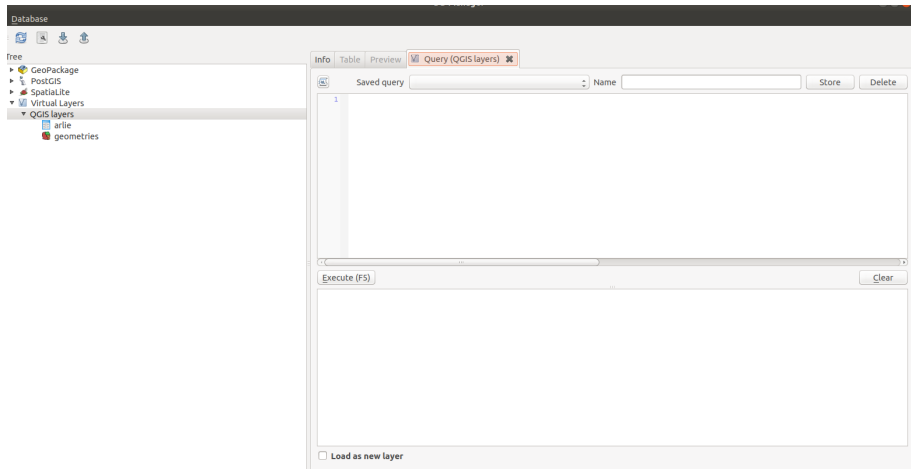 Database
Tree
GeoPackage
PostGIS
SpatiaLite
Virtual Layers
QGIS layers
arlie
geometries
Info Table Preview Query (QGIS layers)
Saved query Name Store Delete
1
Execute (F5) Clear
Load as new layer